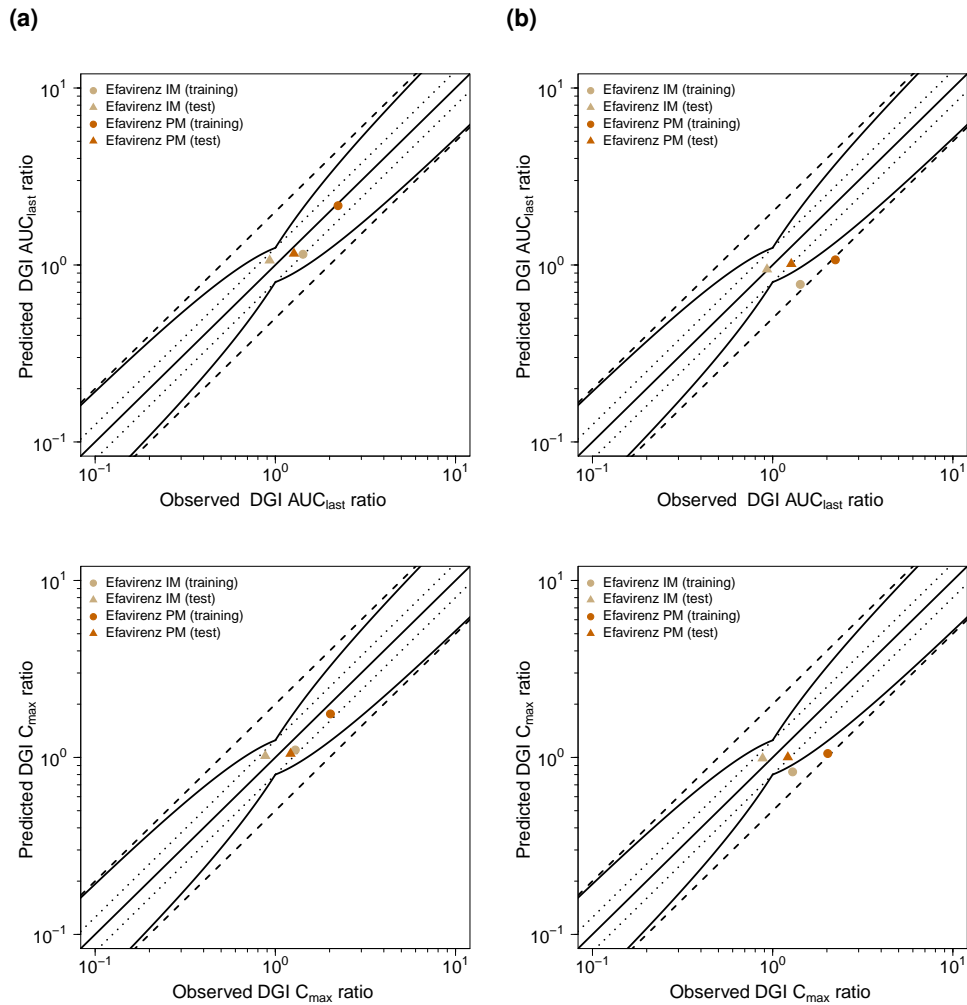 (a)
(b)
Efavirenz IM (training)
Efavirenz IM (test)
Efavirenz PM (training)
Efavirenz PM (test)
10¹
10⁰
10⁻¹
Predicted DGI AUClast ratio
10⁻¹ 10⁰ 10¹
Observed DGI AUClast ratio
Efavirenz IM (training)
Efavirenz IM (test)
Efavirenz PM (training)
Efavirenz PM (test)
10¹
10⁰
10⁻¹
Predicted DGI AUClast ratio
10⁻¹ 10⁰ 10¹
Observed DGI AUClast ratio
Efavirenz IM (training)
Efavirenz IM (test)
Efavirenz PM (training)
Efavirenz PM (test)
10¹
10⁰
10⁻¹
Predicted DGI Cmax ratio
10⁻¹ 10⁰ 10¹
Observed DGI Cmax ratio
Efavirenz IM (training)
Efavirenz IM (test)
Efavirenz PM (training)
Efavirenz PM (test)
10¹
10⁰
10⁻¹
Predicted DGI Cmax ratio
10⁻¹ 10⁰ 10¹
Observed DGI Cmax ratio